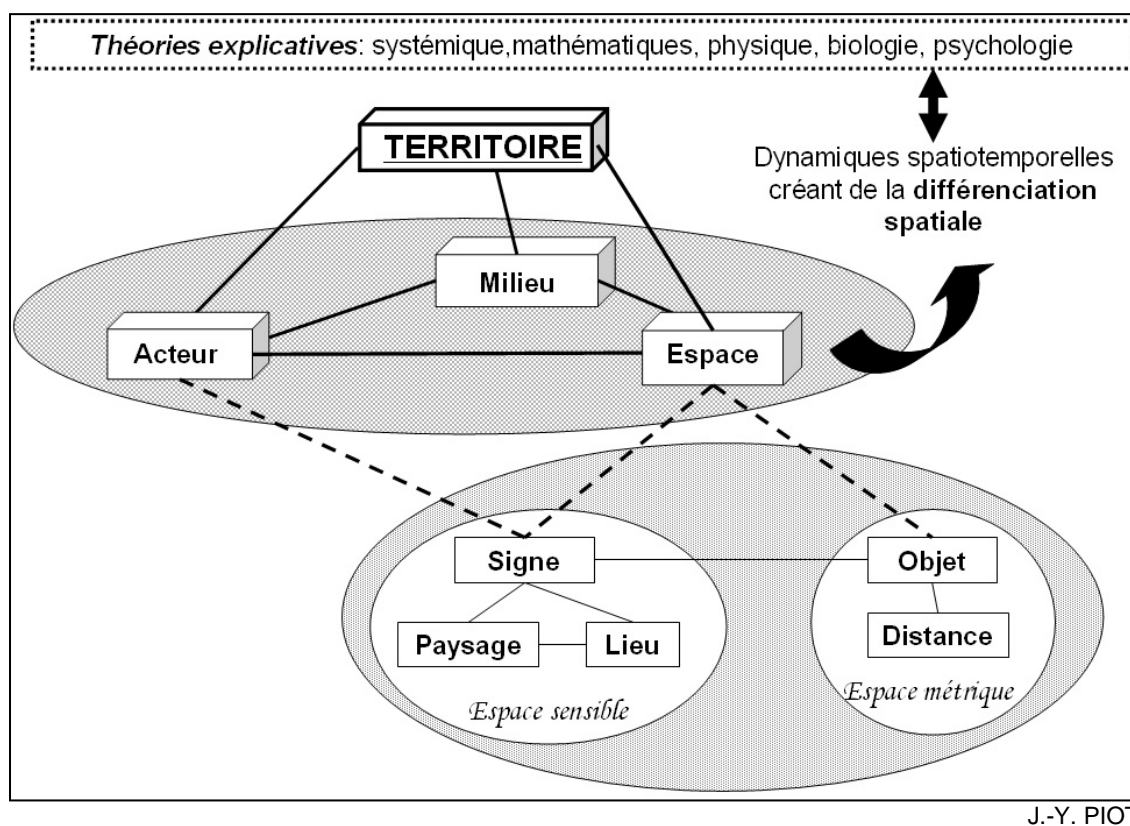 Théories explicatives: systémique,mathématiques, physique, biologie, psychologie
TERRITOIRE
Dynamiques spatiotemporelles
créant de la différenciation
spatiale
Milieu
Acteur
Espace
Signe
Objet
Paysage
Lieu
Distance
Espace sensible
Espace métrique
J.-Y. PIOT